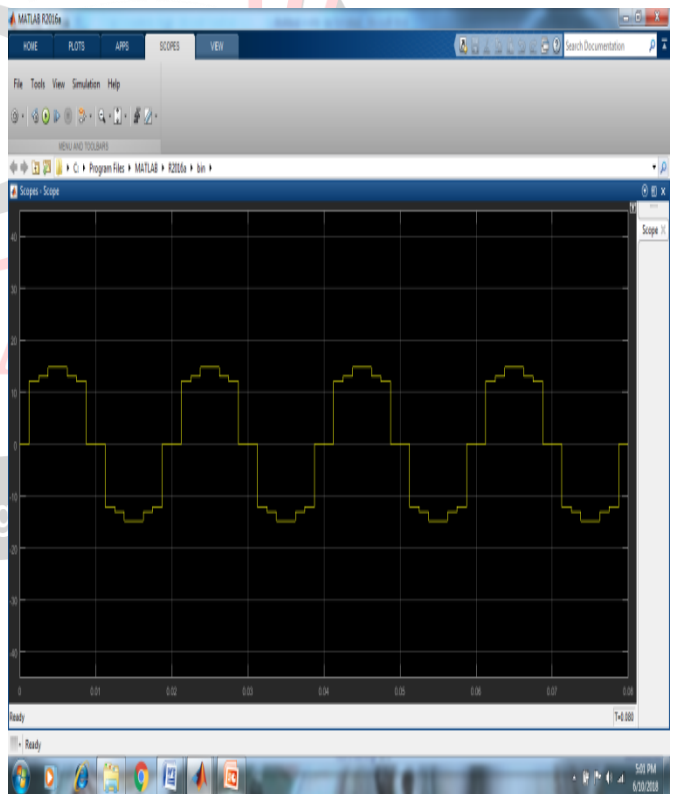 MATLAB R2016a
HOME PLOTS APPS SCOPES VIEW Search Documentation
File Tools View Simulation Help
MENU AND TOOLBARS
C: Program Files MATLAB R2016a bin
Scopes - Scope
Scope
40
30
20
10
0
-10
-20
-30
-40
0 0.01 0.02 0.03 0.04 0.05 0.06 0.07 0.08
Ready T=0.080
Ready
5:01 PM
6/10/2018